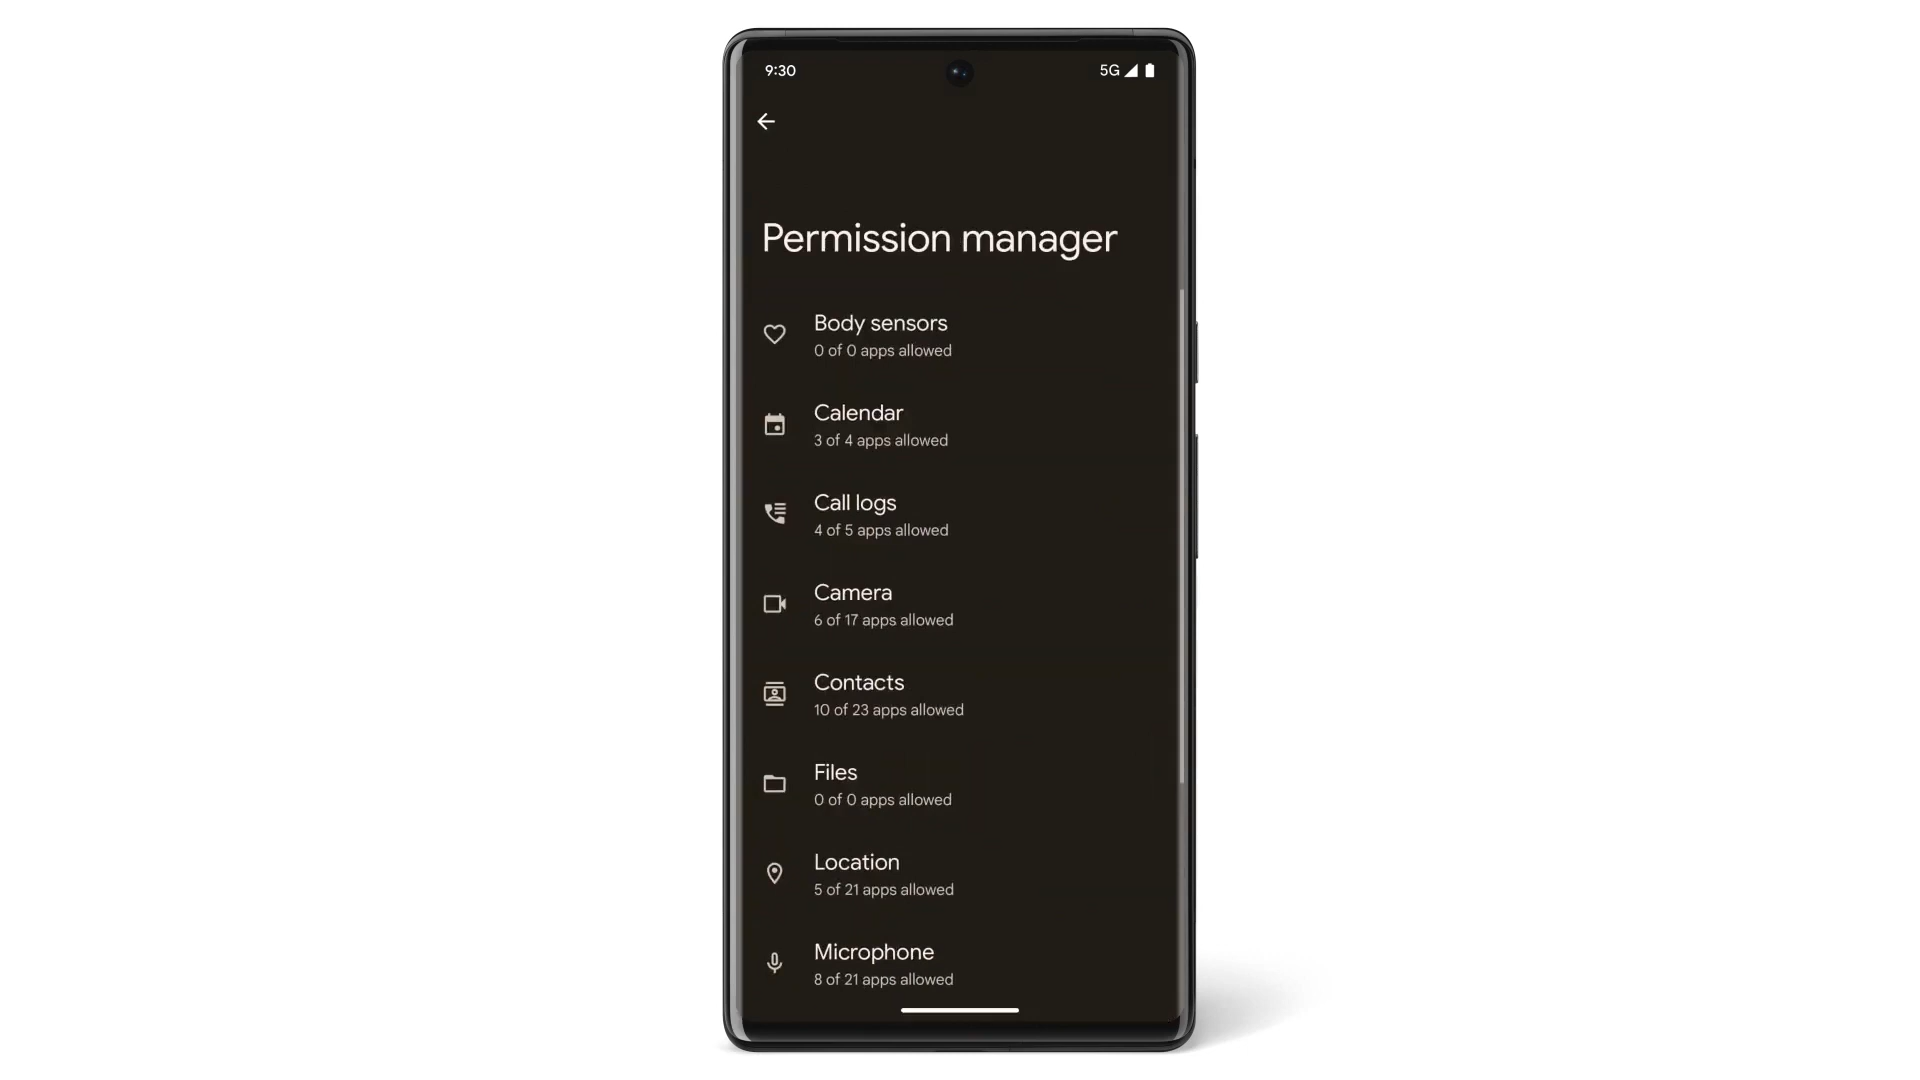 9:30
5G
Permission manager
Body sensors
0 of 0 apps allowed
Calendar
3 of 4 apps allowed
Call logs
4 of 5 apps allowed
Camera
6 of 17 apps allowed
Contacts
10 of 23 apps allowed
Files
0 of 0 apps allowed
Location
5 of 21 apps allowed
Microphone
8 of 21 apps allowed